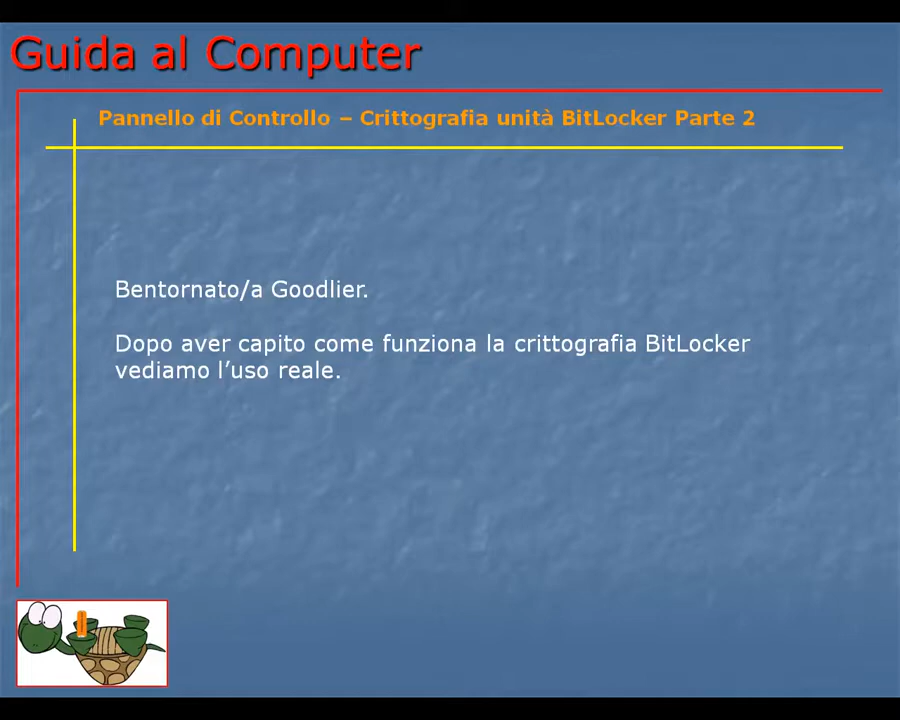 Guida al Computer
Pannello di Controllo – Crittografia unità BitLocker Parte 2
Bentornato/a Goodlier.
Dopo aver capito come funziona la crittografia BitLocker
vediamo l’uso reale.